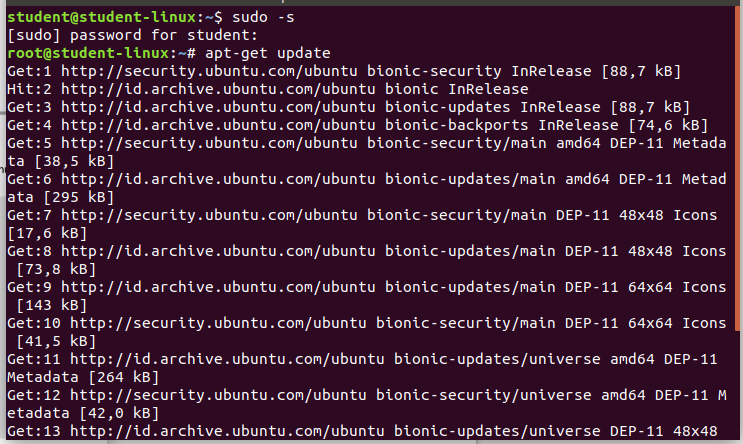 student@student-linux:~$ sudo -s
[sudo] password for student:
root@student-linux:~# apt-get update
Get:1 http://security.ubuntu.com/ubuntu bionic-security InRelease [88,7 kB]
Hit:2 http://id.archive.ubuntu.com/ubuntu bionic InRelease
Get:3 http://id.archive.ubuntu.com/ubuntu bionic-updates InRelease [88,7 kB]
Get:4 http://id.archive.ubuntu.com/ubuntu bionic-backports InRelease [74,6 kB]
Get:5 http://security.ubuntu.com/ubuntu bionic-security/main amd64 DEP-11 Metada
ta [38,5 kB]
Get:6 http://id.archive.ubuntu.com/ubuntu bionic-updates/main amd64 DEP-11 Metad
ata [295 kB]
Get:7 http://security.ubuntu.com/ubuntu bionic-security/main DEP-11 48x48 Icons
[17,6 kB]
Get:8 http://id.archive.ubuntu.com/ubuntu bionic-updates/main DEP-11 48x48 Icons
[73,8 kB]
Get:9 http://id.archive.ubuntu.com/ubuntu bionic-updates/main DEP-11 64x64 Icons
[143 kB]
Get:10 http://security.ubuntu.com/ubuntu bionic-security/main DEP-11 64x64 Icons
[41,5 kB]
Get:11 http://id.archive.ubuntu.com/ubuntu bionic-updates/universe amd64 DEP-11
Metadata [264 kB]
Get:12 http://security.ubuntu.com/ubuntu bionic-security/universe amd64 DEP-11 M
etadata [42,0 kB]
Get:13 http://id.archive.ubuntu.com/ubuntu bionic-updates/universe DEP-11 48x48